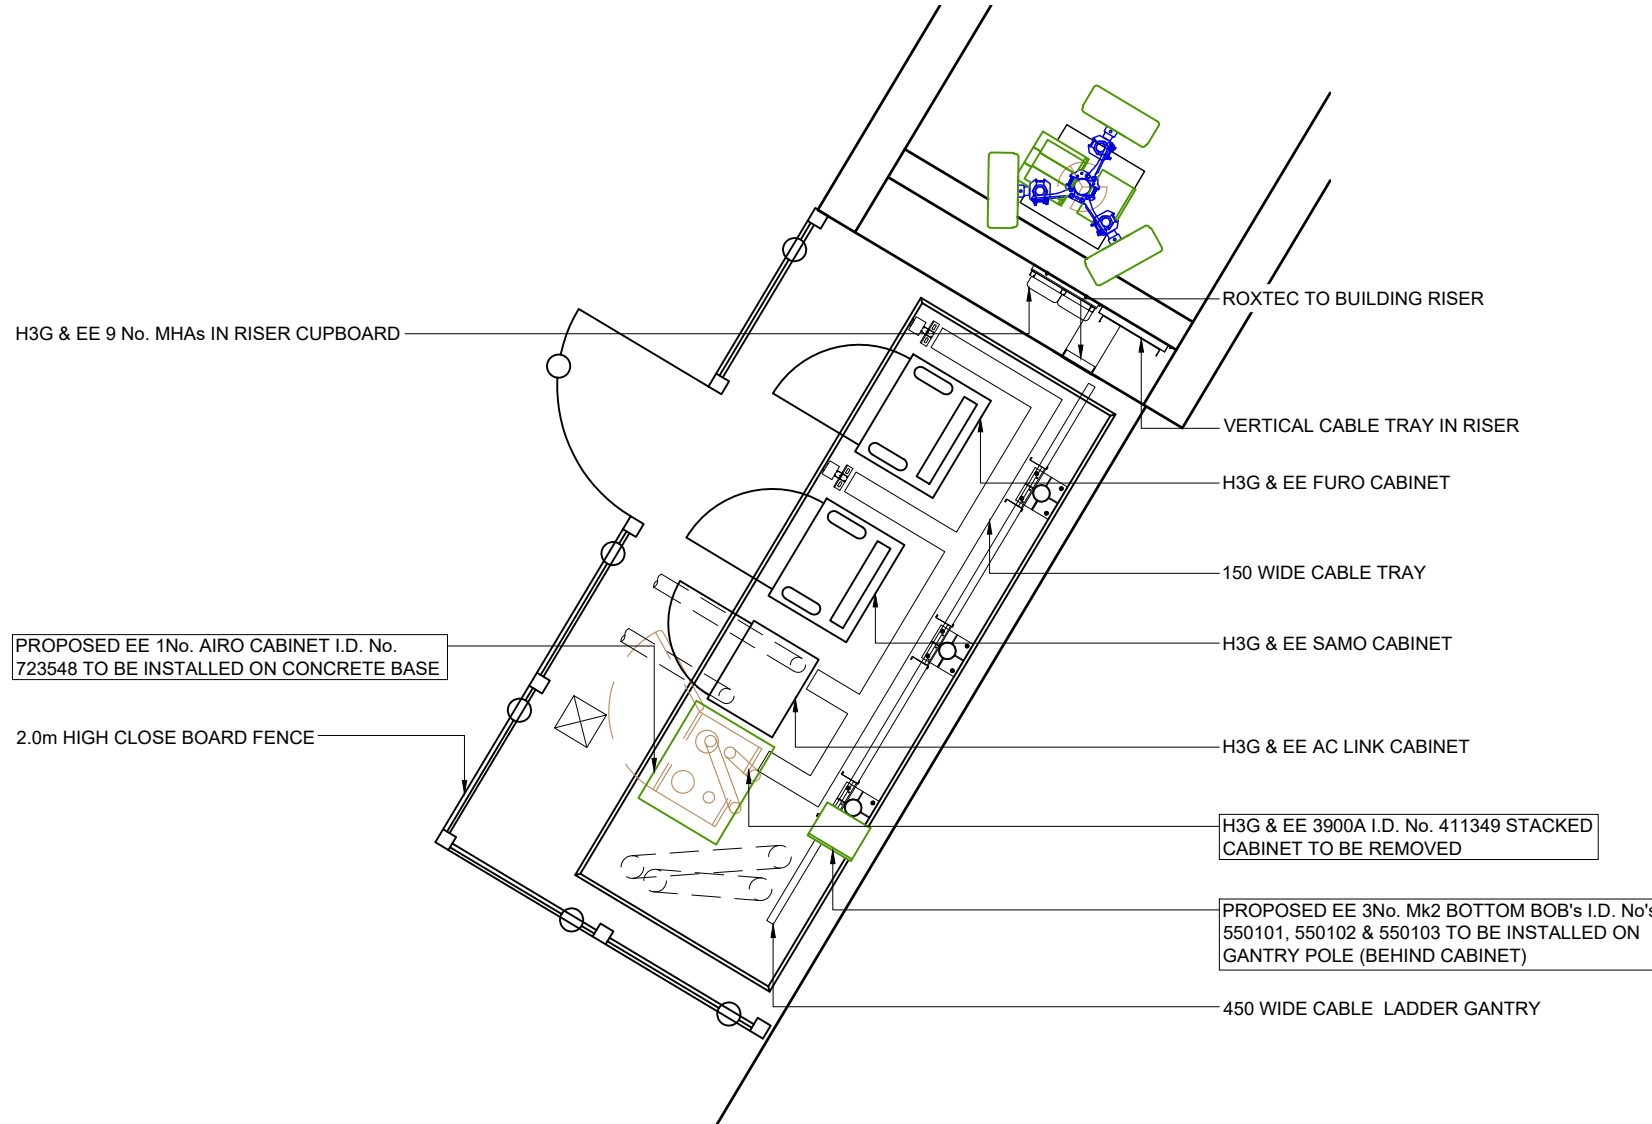 ROXTEC TO BUILDING RISER
H3G & EE 9 No. MHAs IN RISER CUPBOARD
VERTICAL CABLE TRAY IN RISER
H3G & EE FURO CABINET
150 WIDE CABLE TRAY
H3G & EE SAMO CABINET
PROPOSED EE 1No. AIRO CABINET I.D. No.
723548 TO BE INSTALLED ON CONCRETE BASE
2.0m HIGH CLOSE BOARD FENCE
H3G & EE AC LINK CABINET
H3G & EE 3900A I.D. No. 411349 STACKED
CABINET TO BE REMOVED
PROPOSED EE 3No. Mk2 BOTTOM BOB's I.D. No's
550101, 550102 & 550103 TO BE INSTALLED ON
GANTRY POLE (BEHIND CABINET)
450 WIDE CABLE LADDER GANTRY